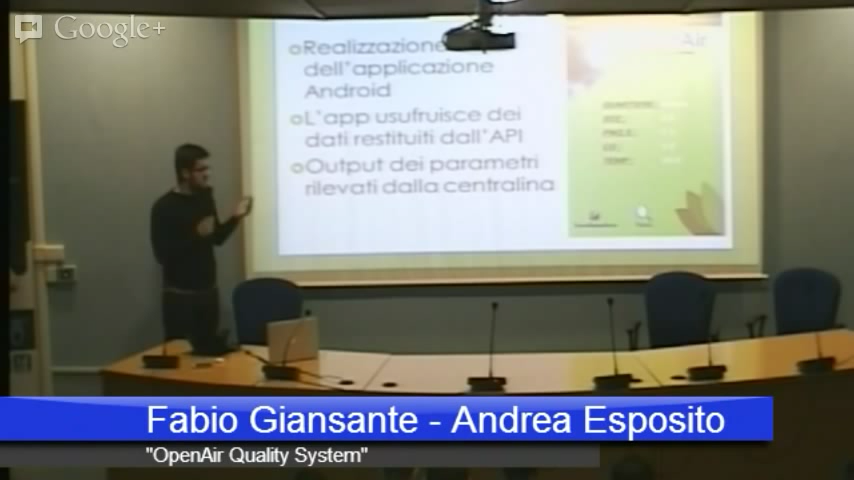 Google+
Realizzazione
dell'applicazione
Android
L'app usufruisce dei
dati restituiti dall'API
Output dei parametri
rilevati dalla centralina
Air
Fabio Giansante - Andrea Esposito
"OpenAir Quality System"